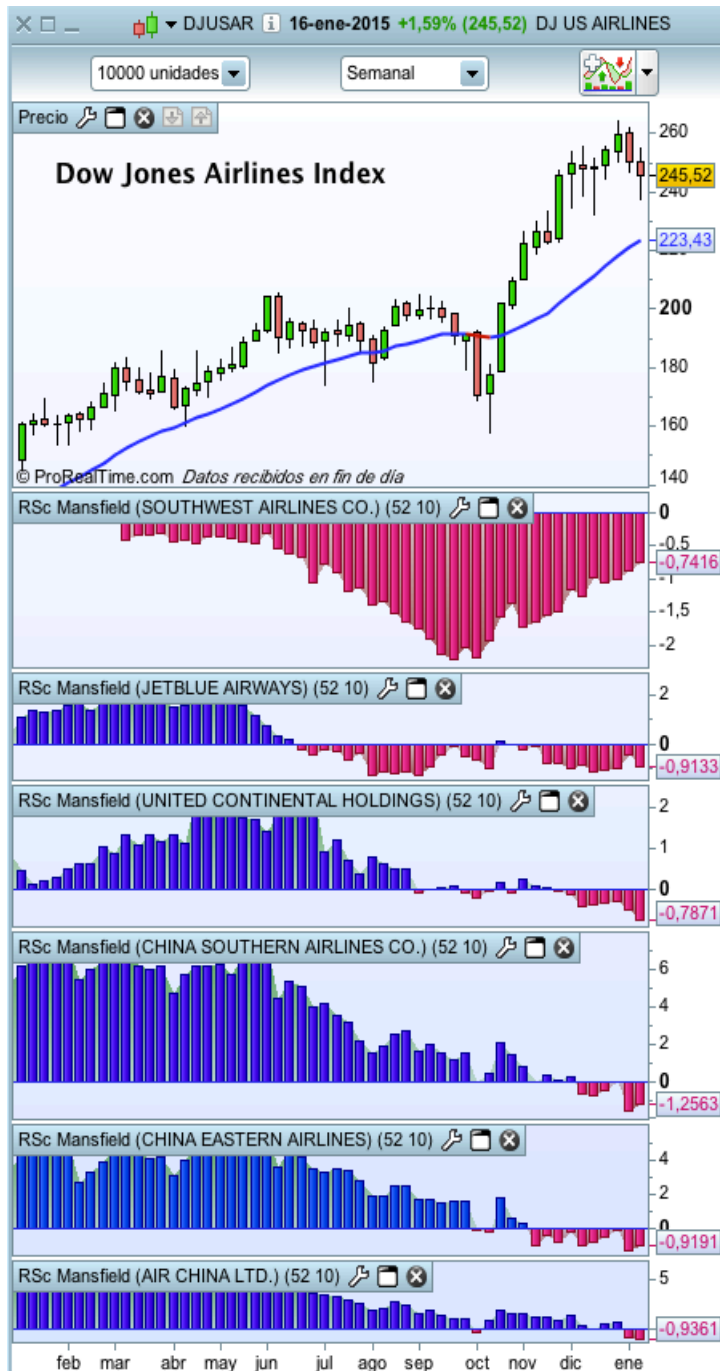 DJUSAR 16-ene-2015 +1,59% (245,52) DJ US AIRLINES
10000 unidades Semanal
Precio
Dow Jones Airlines Index
260
245,52
240
223,43
220
200
180
160
140
© ProRealTime.com Datos recibidos en fin de día
RSc Mansfield (SOUTHWEST AIRLINES CO.) (52 10)
0
-0,5
-0,7416
-1
-1,5
-2
RSc Mansfield (JETBLUE AIRWAYS) (52 10)
2
0
-0,9133
RSc Mansfield (UNITED CONTINENTAL HOLDINGS) (52 10)
2
1
0
-0,7871
RSc Mansfield (CHINA SOUTHERN AIRLINES CO.) (52 10)
6
4
2
0
-1,2563
RSc Mansfield (CHINA EASTERN AIRLINES) (52 10)
4
2
0
-0,9191
RSc Mansfield (AIR CHINA LTD.) (52 10)
5
-0,9361
feb mar abr may jun jul ago sep oct nov dic ene